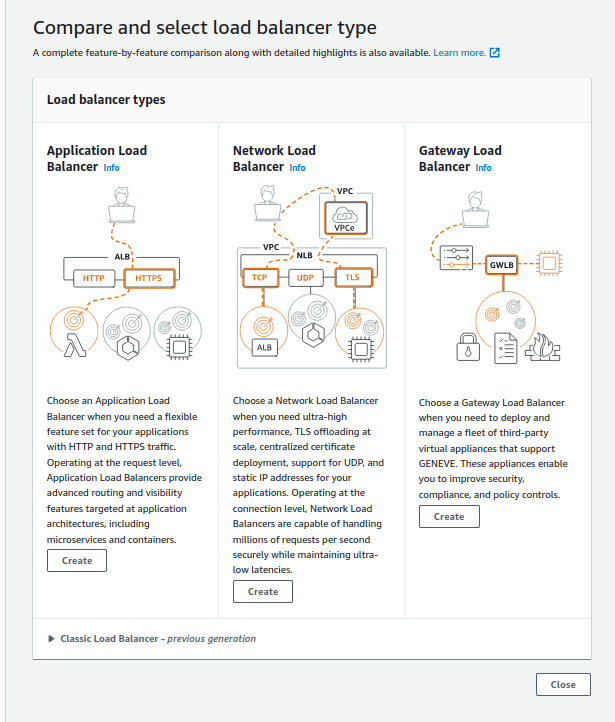 Compare and select load balancer type
A complete feature-by-feature comparison along with detailed highlights is also available. Learn more.
Load balancer types
Application Load
Balancer Info
ALB
HTTP
HTTPS
Choose an Application Load
Balancer when you need a flexible
feature set for your applications
with HTTP and HTTPS traffic.
Operating at the request level,
Application Load Balancers provide
advanced routing and visibility
features targeted at application
architectures, including
microservices and containers.
Create
Network Load
Balancer Info
VPC
VPCe
VPC
NLB
TCP
UDP
TLS
ALB
Choose a Network Load Balancer
when you need ultra-high
performance, TLS offloading at
scale, centralized certificate
deployment, support for UDP, and
static IP addresses for your
applications. Operating at the
connection level, Network Load
Balancers are capable of handling
millions of requests per second
securely while maintaining ultra-
low latencies.
Create
Gateway Load
Balancer Info
GWLB
Choose a Gateway Load Balancer
when you need to deploy and
manage a fleet of third-party
virtual appliances that support
GENEVE. These appliances enable
you to improve security,
compliance, and policy controls.
Create
Classic Load Balancer - previous generation
Close